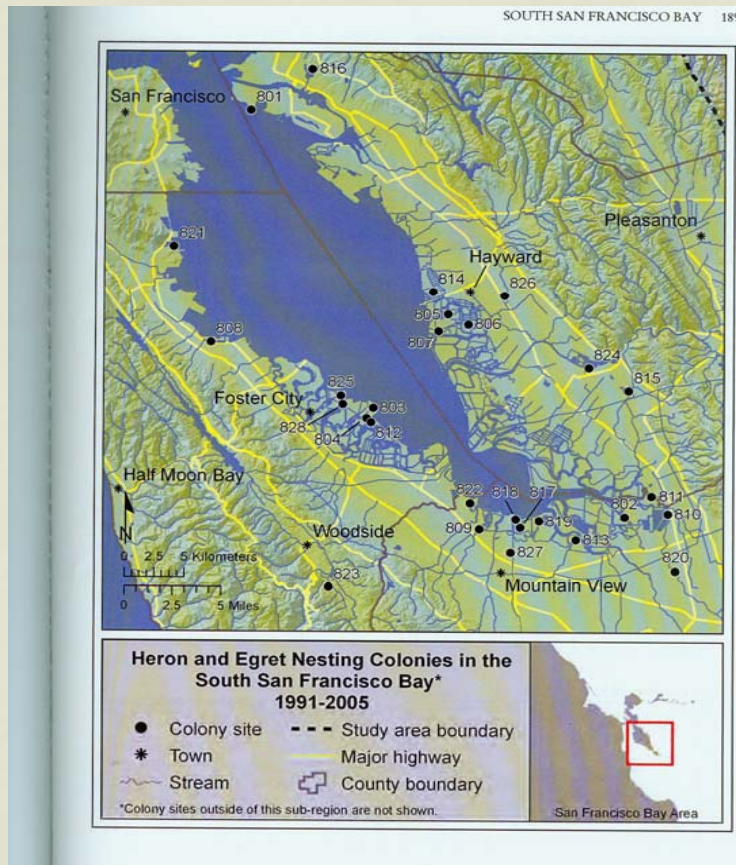 SOUTH SAN FRANCISCO BAY 189
816
San Francisco
801
Pleasanton
821
Hayward
814
826
805
806
807
808
824
815
825
Foster City
803
828
804
812
Half Moon Bay
822
818
817
811
802
810
N
809
819
813
Woodside
827
820
0 2.5 5 Kilometers
Mountain View
823
0 2.5 5 Miles
Heron and Egret Nesting Colonies in the
South San Francisco Bay*
1991-2005
Colony site
Study area boundary
Town
Major highway
Stream
County boundary
*Colony sites outside of this sub-region are not shown.
San Francisco Bay Area